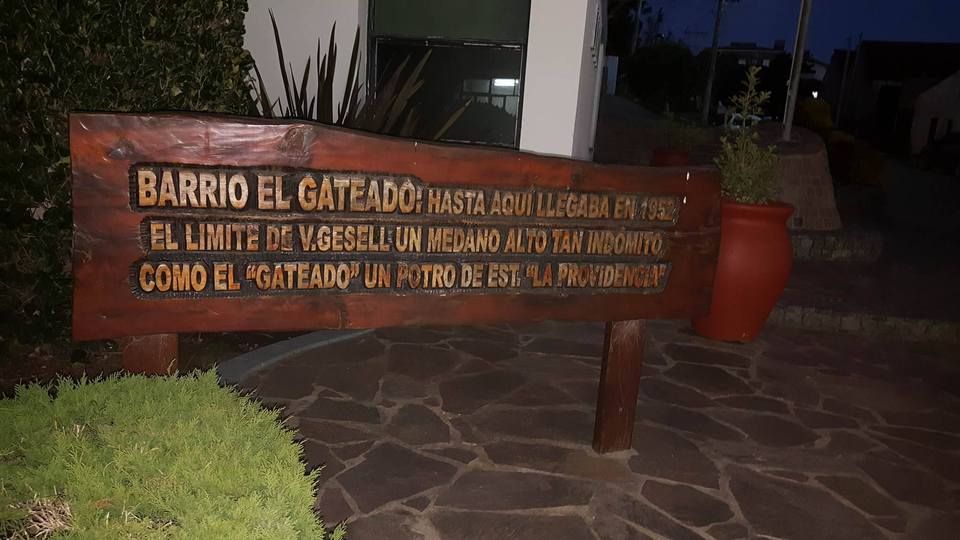 BARRIO EL GATEADO: HASTA AQUI LLEGABA EN 1952
EL LIMITE DE V.GESELL UN MEDANO ALTO TAN INDOMITO
COMO EL "GATEADO" UN POTRO DE EST. "LA PROVIDENCIA"